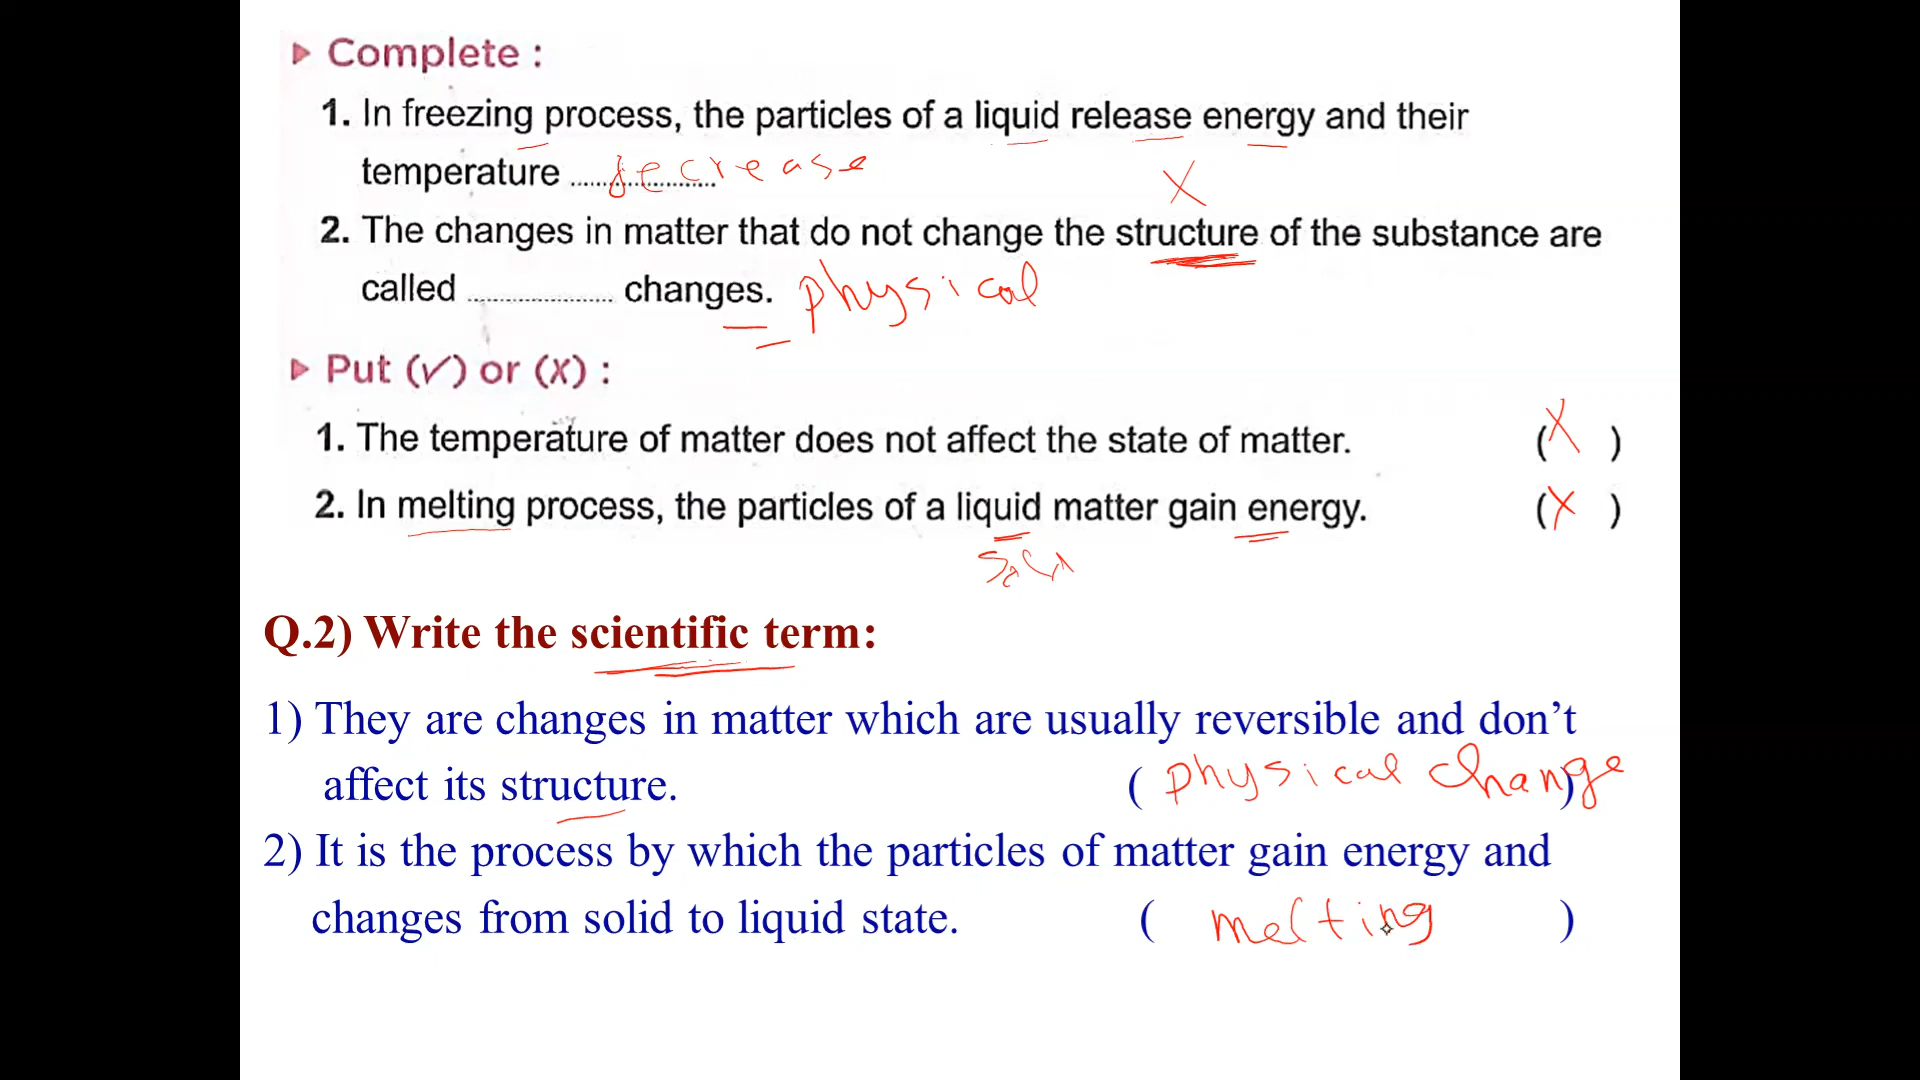 Complete :
1. In freezing process, the particles of a liquid release energy and their
temperature .................... decrease
X
2. The changes in matter that do not change the structure of the substance are
called .................... changes. physical
Put (✓) or (X) :
1. The temperature of matter does not affect the state of matter. (X)
2. In melting process, the particles of a liquid matter gain energy. (X)
Q.2) Write the scientific term:
1) They are changes in matter which are usually reversible and don’t
affect its structure. ( physical change )
2) It is the process by which the particles of matter gain energy and
changes from solid to liquid state. ( melting )